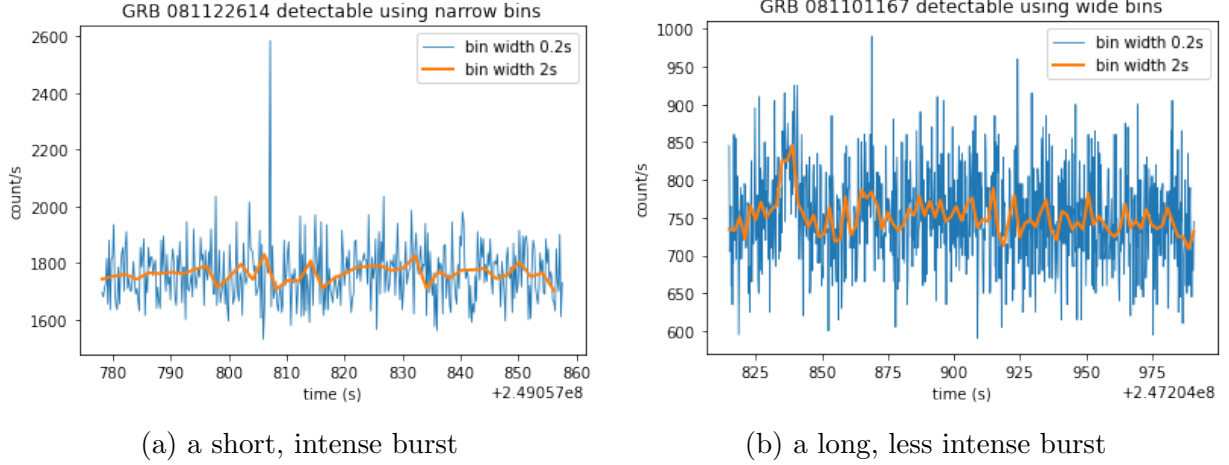 GRB 081122614 detectable using narrow bins
2600
2400
2200
2000
1800
1600
count/s
bin width 0.2s
bin width 2s
780 790 800 810 820 830 840 850 860
time (s)
+2.49057e8
(a) a short, intense burst
GRB 081101167 detectable using wide bins
1000
950
900
850
800
750
700
650
600
count/s
bin width 0.2s
bin width 2s
825 850 875 900 925 950 975
time (s)
+2.47204e8
(b) a long, less intense burst